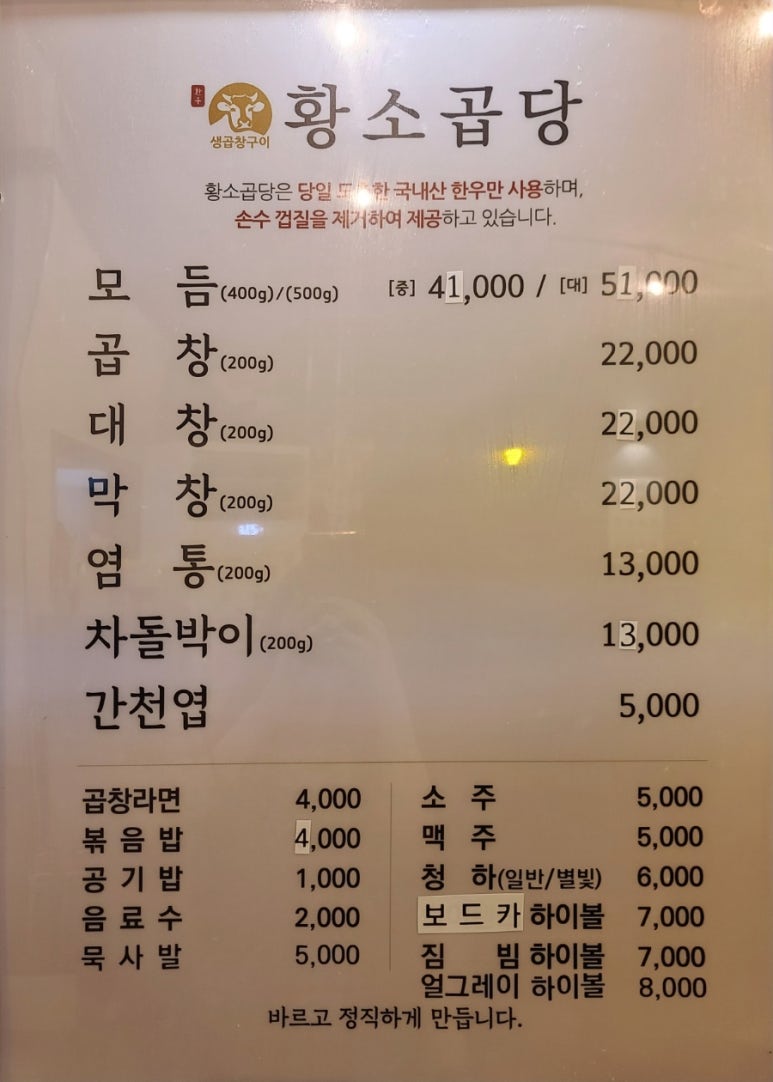 한우
생곱창구이
황소곱당
황소곱당은 당일 도축한 국내산 한우만 사용하며,
손수 껍질을 제거하여 제공하고 있습니다.
모 듬(400g)/(500g) [중] 41,000 / [대] 51,000
곱 창(200g) 22,000
대 창(200g) 22,000
막 창(200g) 22,000
염 통(200g) 13,000
차돌박이(200g) 13,000
간천엽 5,000
곱창라면 4,000
볶음밥 4,000
공기밥 1,000
음료수 2,000
묵사발 5,000
소 주 5,000
맥 주 5,000
청 하(일반/별빛) 6,000
보드카 하이볼 7,000
짐 빔 하이볼 7,000
얼그레이 하이볼 8,000
바르고 정직하게 만듭니다.